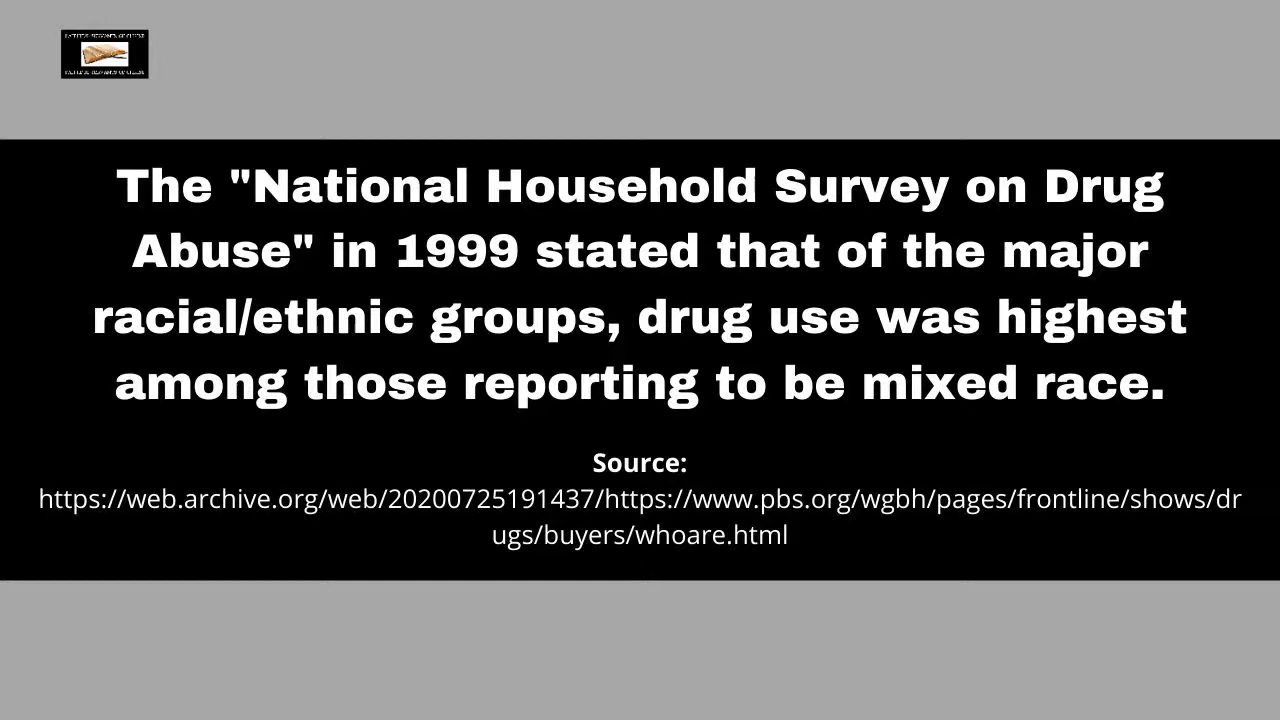 The "National Household Survey on Drug
Abuse" in 1999 stated that of the major
racial/ethnic groups, drug use was highest
among those reporting to be mixed race.
Source:
https://web.archive.org/web/20200725191437/https://www.pbs.org/wgbh/pages/frontline/shows/dr
ugs/buyers/whoare.html